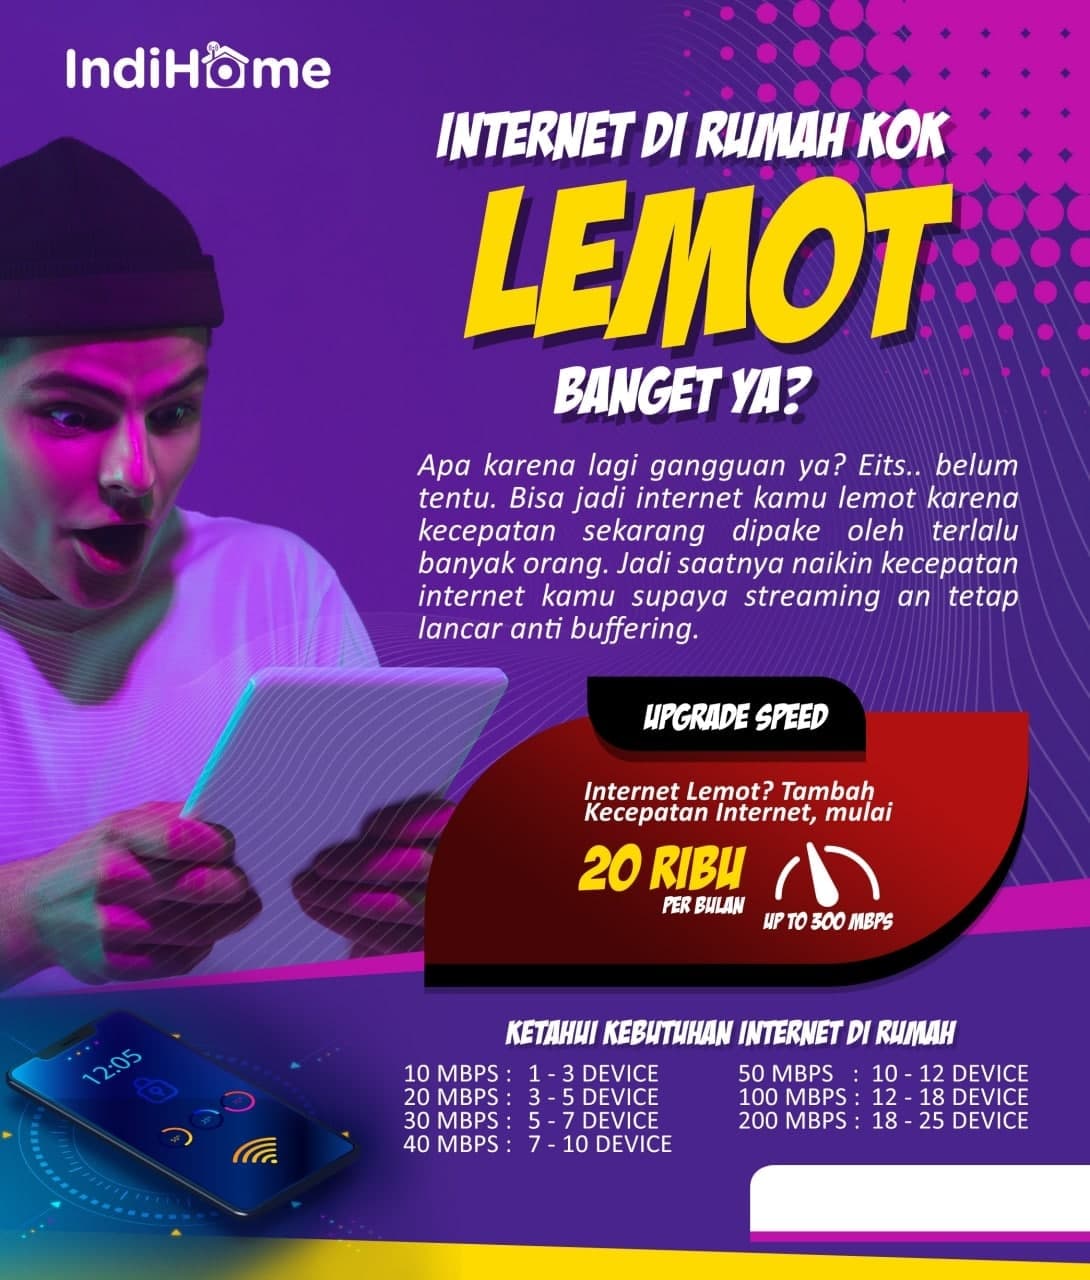 IndiHome
INTERNET DI RUMAH KOK
LEMOT
BANGET YA?
Apa karena lagi gangguan ya? Eits.. belum
tentu. Bisa jadi internet kamu lemot karena
kecepatan sekarang dipake oleh terlalu
banyak orang. Jadi saatnya naikin kecepatan
internet kamu supaya streaming an tetap
lancar anti buffering.
UPGRADE SPEED
Internet Lemot? Tambah
Kecepatan Internet, mulai
20 RIBU
PER BULAN
UP TO 300 MBPS
12:05
KETAHUI KEBUTUHAN INTERNET DI RUMAH
10 MBPS : 1 - 3 DEVICE
20 MBPS : 3 - 5 DEVICE
30 MBPS : 5 - 7 DEVICE
40 MBPS : 7 - 10 DEVICE
50 MBPS : 10 - 12 DEVICE
100 MBPS : 12 - 18 DEVICE
200 MBPS : 18 - 25 DEVICE